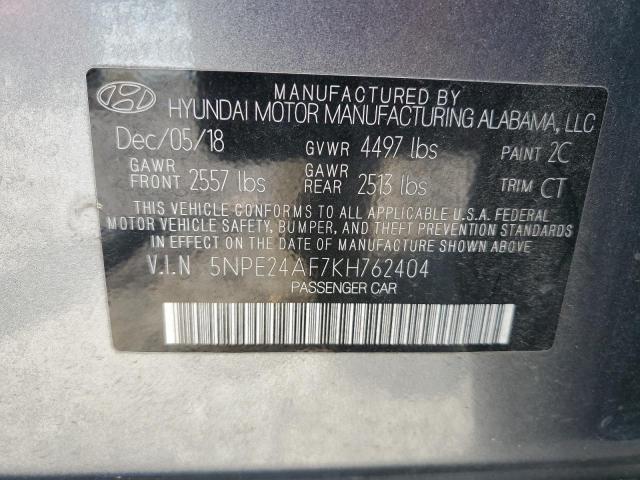 MANUFACTURED BY
HYUNDAI MOTOR MANUFACTURING ALABAMA, LLC
Dec/05/18 GVWR 4497 lbs PAINT 2C
GAWR FRONT 2557 lbs GAWR REAR 2513 lbs TRIM CT
THIS VEHICLE CONFORMS TO ALL APPLICABLE U.S.A. FEDERAL
MOTOR VEHICLE SAFETY, BUMPER, AND THEFT PREVENTION STANDARDS
IN EFFECT ON THE DATE OF MANUFACTURE SHOWN ABOVE.
V.I.N 5NPE24AF7KH762404
PASSENGER CAR